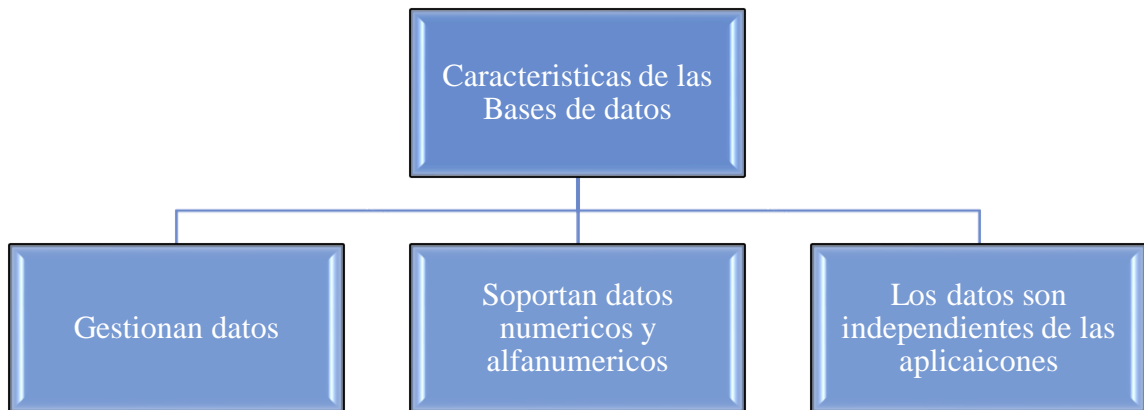 Caracteristicas de las
Bases de datos
Gestionan datos
Soportan datos
numericos y
alfanumericos
Los datos son
independientes de las
aplicaicones